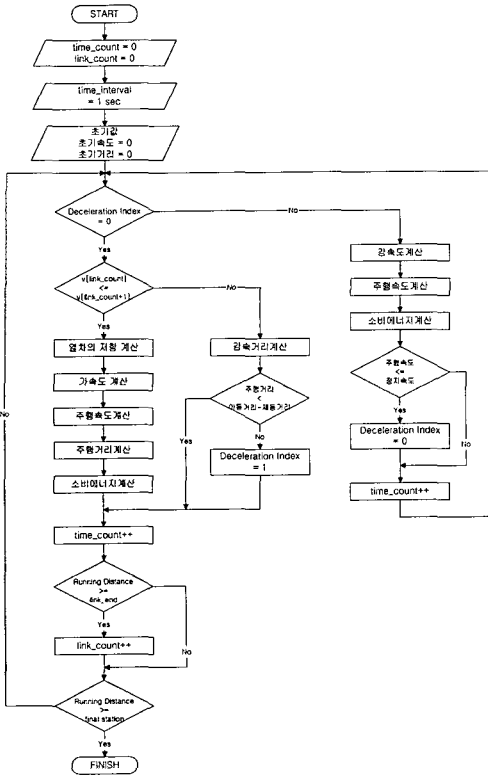 START
time_count = 0
link_count = 0
time_interval
= 1 sec
초기값
초기속도 = 0
초기거리 = 0
Deceleration Index
= 0
No
Yes
v[link_count]
<=
v[link_count+1]
No
Yes
열차의 저항 계산
가속도 계산
주행속도계산
주행거리계산
소비에너지계산
감속거리계산
주행거리
<
이동거리-제동거리
Yes
No
Deceleration Index
= 1
감속도계산
주행속도계산
소비에너지계산
주행속도
<=
정지속도
Yes
No
Deceleration Index
= 0
time_count++
time_count++
Running Distance
>=
link_end
Yes
No
link_count++
Running Distance
>=
final station
No
Yes
FINISH